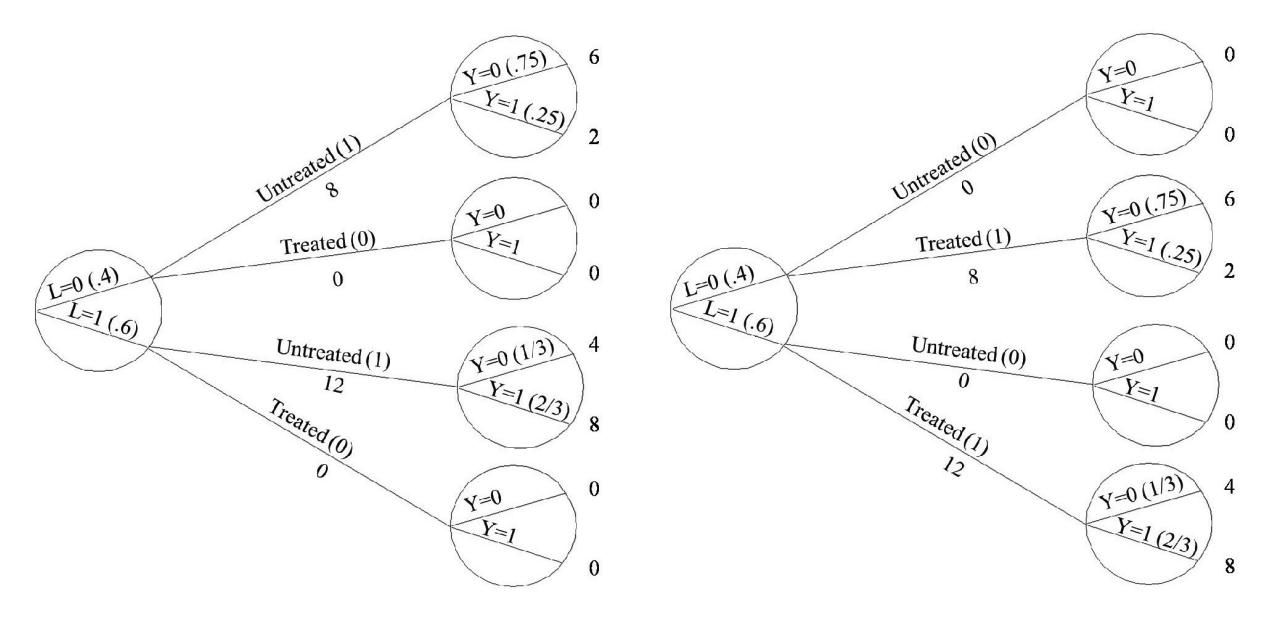 Y=0 (.75)
6
Y=1 (.25)
2
Untreated (1)
8
Y=0
0
Y=1
0
Treated (0)
0
L=0 (.4)
L=1 (.6)
Untreated (1)
12
Y=0 (1/3)
4
Y=1 (2/3)
8
Treated (0)
0
Y=0
0
Y=1
0
Y=0
0
Y=1
0
Untreated (0)
0
Y=0 (.75)
6
Y=1 (.25)
2
Treated (1)
8
L=0 (.4)
L=1 (.6)
Untreated (0)
0
Y=0
0
Y=1
0
Treated (1)
12
Y=0 (1/3)
4
Y=1 (2/3)
8